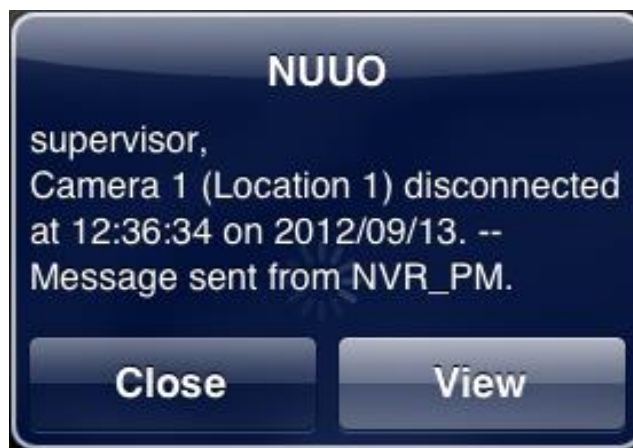 NUUO
supervisor,
Camera 1 (Location 1) disconnected
at 12:36:34 on 2012/09/13. --
Message sent from NVR_PM.
Close
View